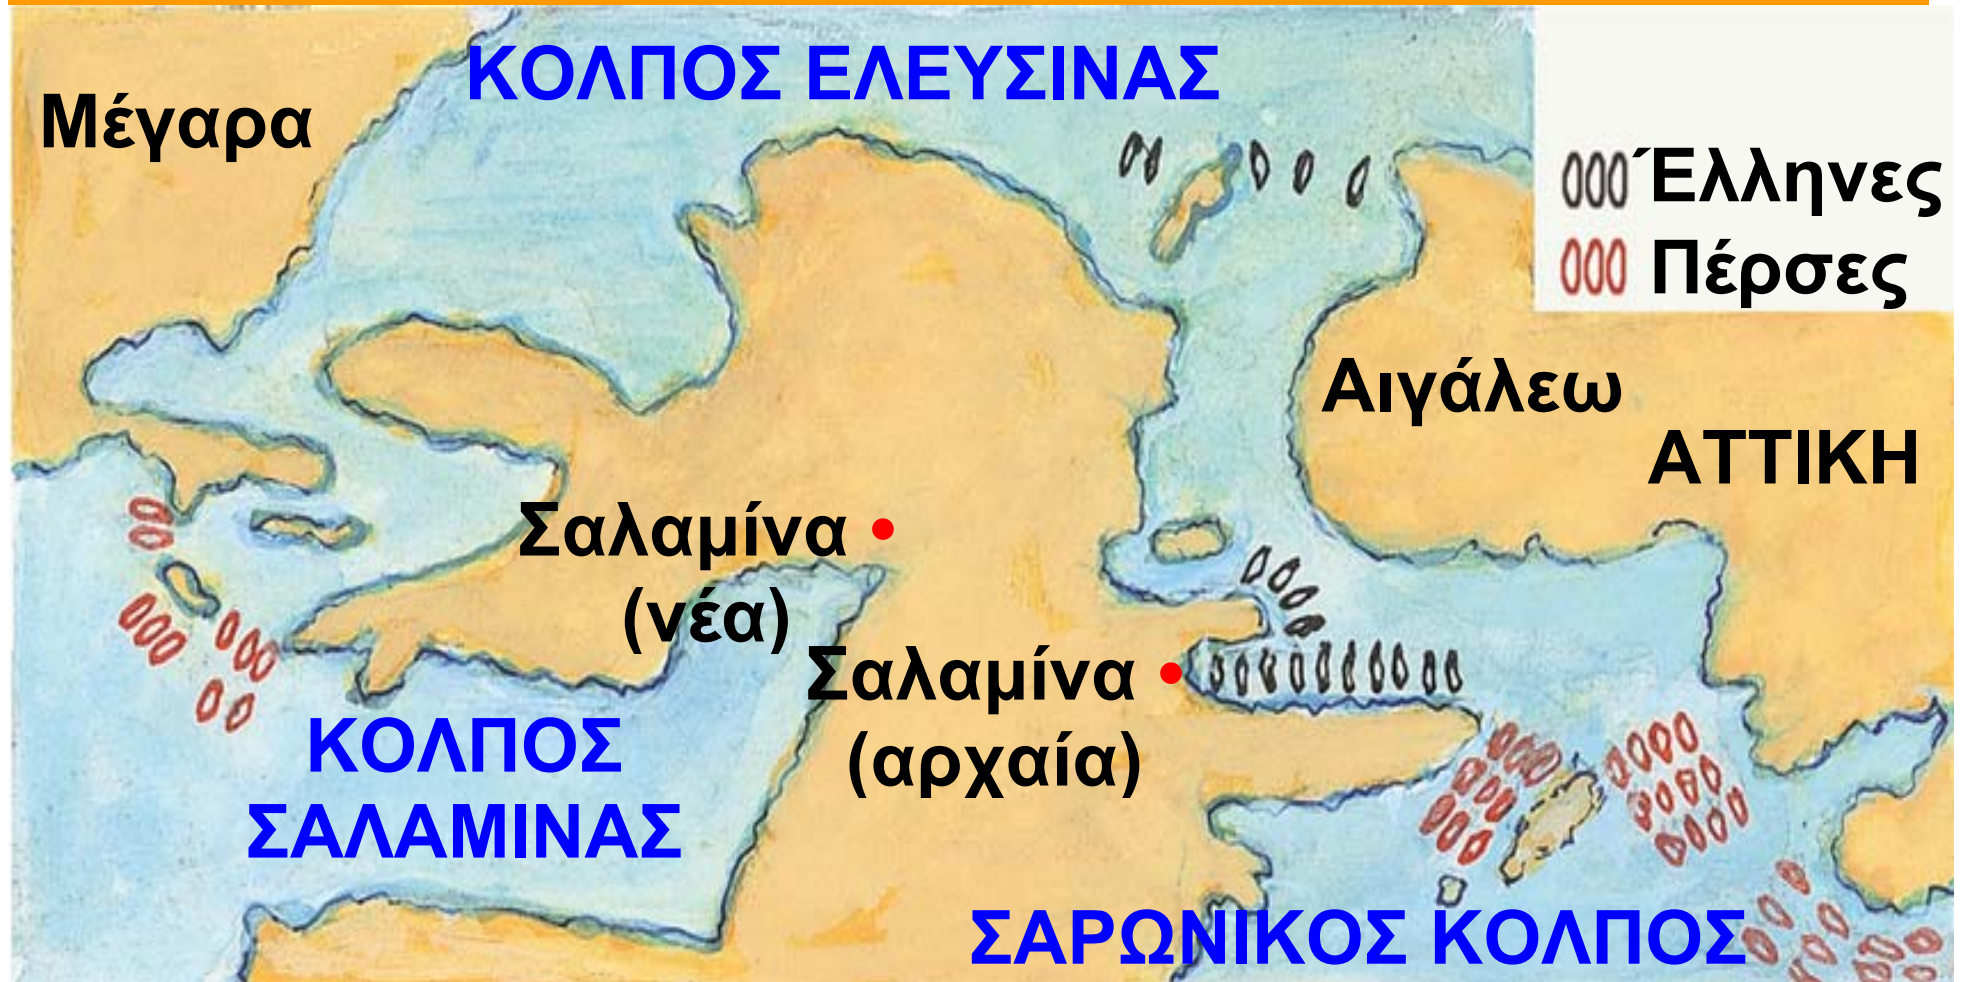 ΚΟΛΠΟΣ ΕΛΕΥΣΙΝΑΣ
Μέγαρα
Έλληνες
Πέρσες
Αιγάλεω
ΑΤΤΙΚΗ
Σαλαμίνα
(νέα)
Σαλαμίνα
(αρχαία)
ΚΟΛΠΟΣ
ΣΑΛΑΜΙΝΑΣ
ΣΑΡΩΝΙΚΟΣ ΚΟΛΠΟΣ